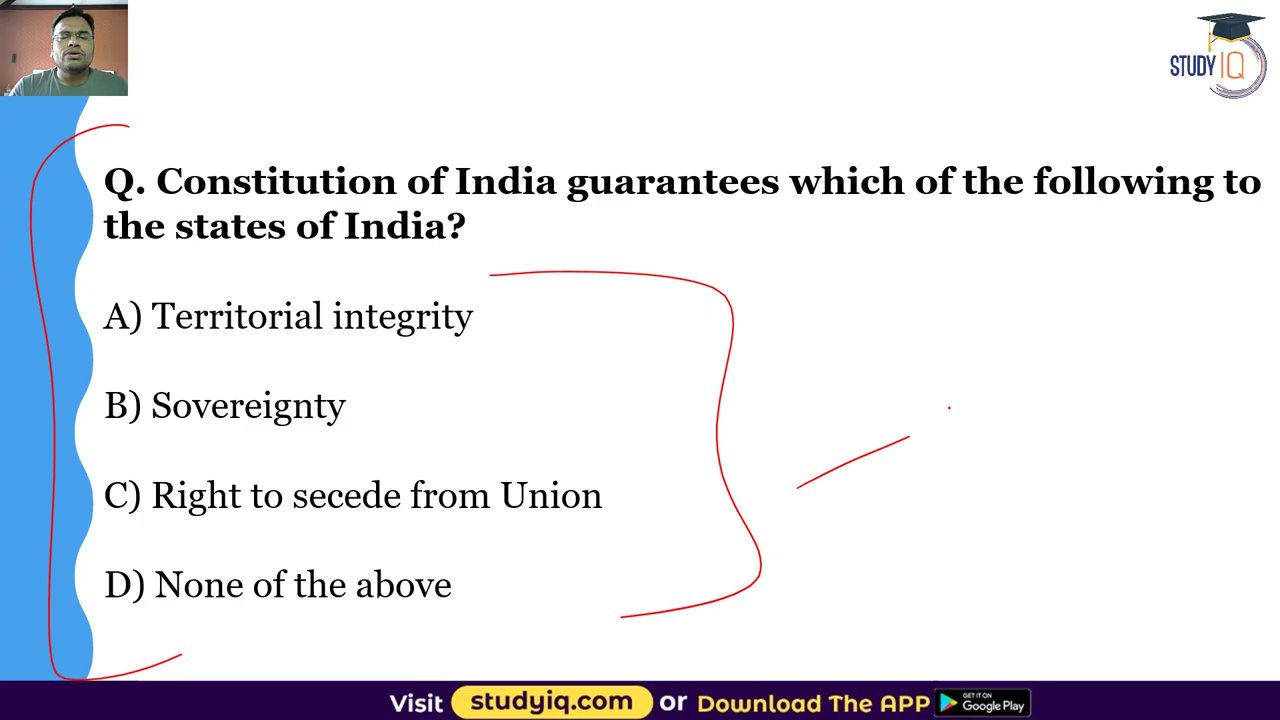 STUDY IQ
Q. Constitution of India guarantees which of the following to
the states of India?
A) Territorial integrity
B) Sovereignty
C) Right to secede from Union
D) None of the above
Visit studyiq.com or Download The APP GET IT ON Google Play